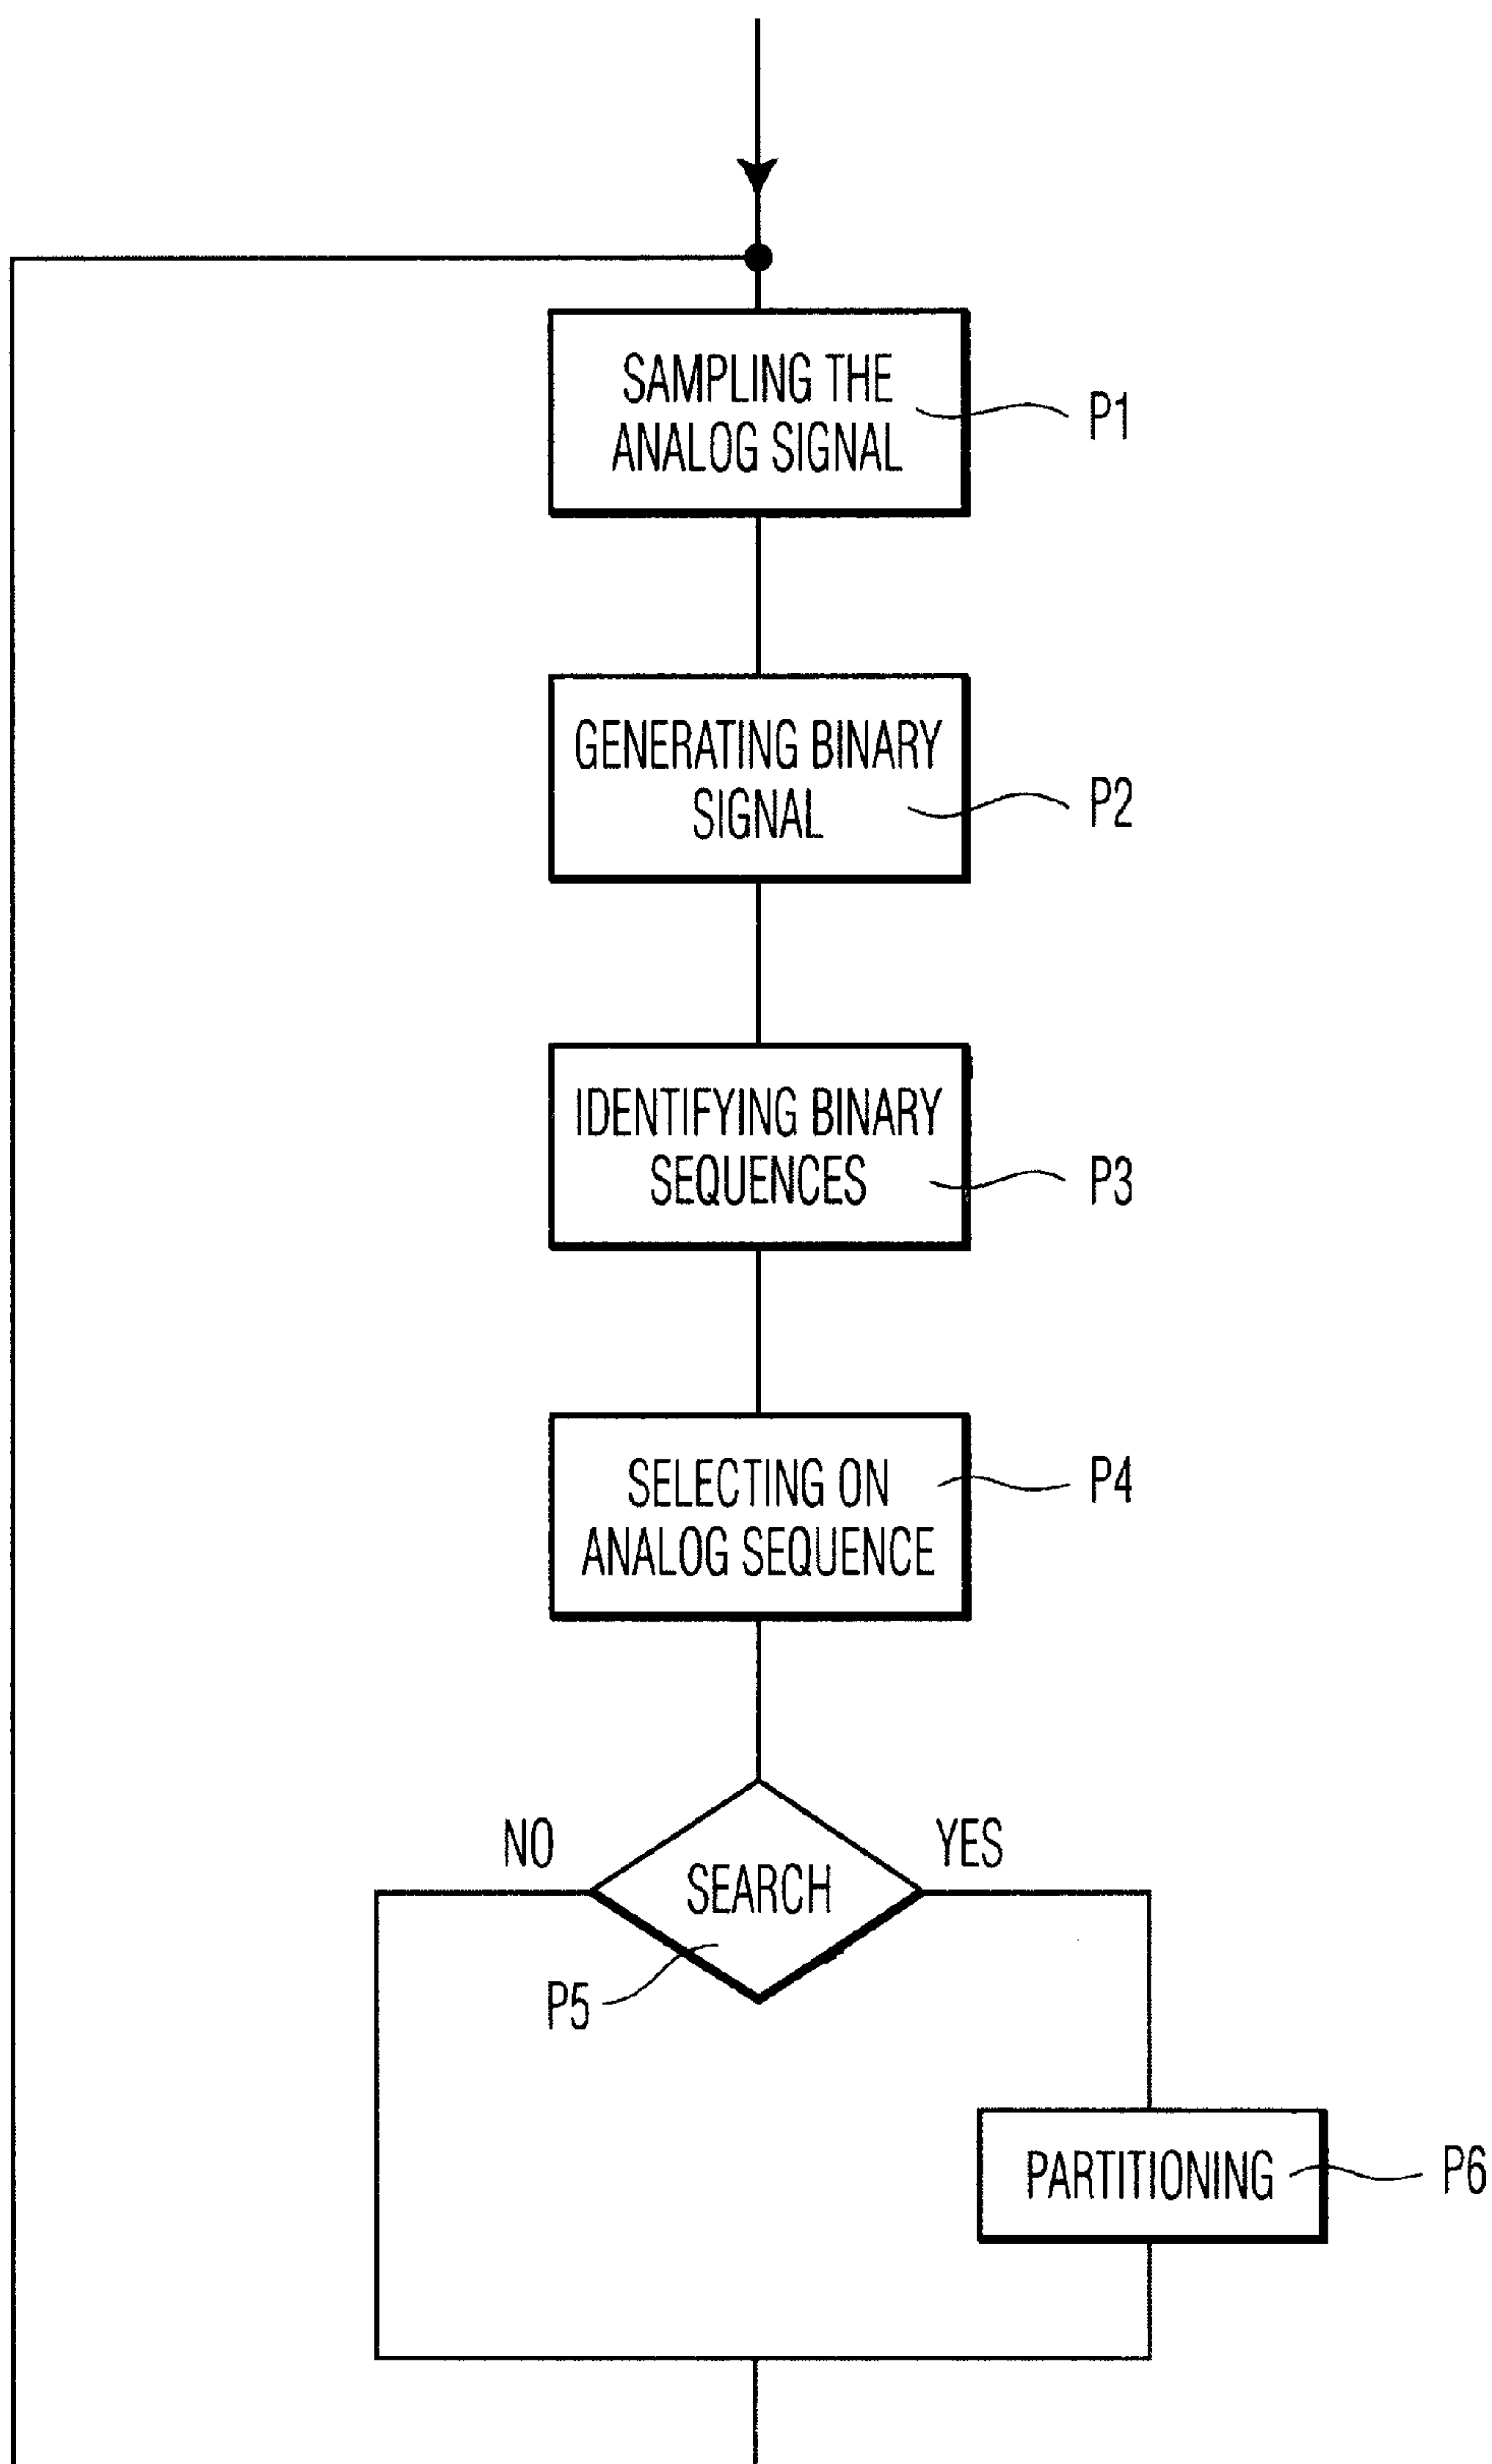 SAMPLING THE
ANALOG SIGNAL
P1
GENERATING BINARY
SIGNAL
P2
IDENTIFYING BINARY
SEQUENCES
P3
SELECTING ON
ANALOG SEQUENCE
P4
NO
YES
SEARCH
P5
PARTITIONING
P6